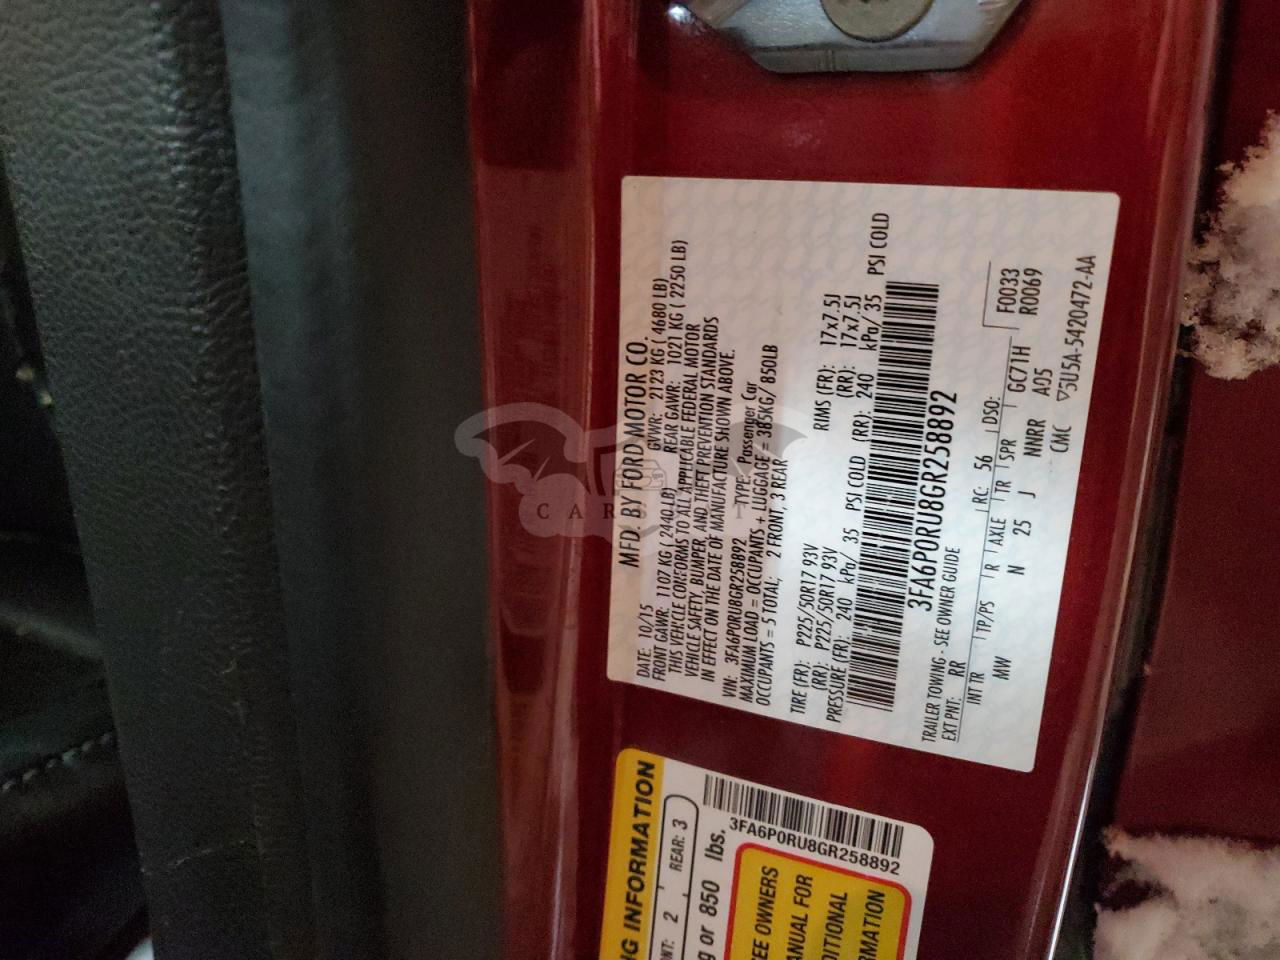 MFD. BY FORD MOTOR CO.
DATE: 10/15 GVWR: 2123 KG ( 4680 LB)
FRONT GAWR: 1107 KG ( 2440 LB) REAR GAWR: 1021 KG ( 2250 LB)
THIS VEHICLE CONFORMS TO ALL APPLICABLE FEDERAL MOTOR
VEHICLE SAFETY, BUMPER, AND THEFT PREVENTION STANDARDS
IN EFFECT ON THE DATE OF MANUFACTURE SHOWN ABOVE.
VIN: 3FA6P0RU8GR258892 TYPE: Passenger Car
MAXIMUM LOAD = OCCUPANTS + LUGGAGE = 385KG/ 850LB
OCCUPANTS = 5 TOTAL, 2 FRONT, 3 REAR
TIRE (FR): P225/50R17 93V RIMS (FR): 17x7.5J
(RR): P225/50R17 93V (RR): 17x7.5J
PRESSURE (FR): 240 kPa/ 35 PSI COLD (RR): 240 kPa/ 35 PSI COLD
3FA6P0RU8GR258892
TRAILER TOWING - SEE OWNER GUIDE
EXT PNT: RR RC: 56 DSO: F0033
INT TR TP/PS R AXLE TR SPR GC71H R0069
MW N 25 J NNRR A05
CMC 5U5A-5420472-AA
3FA6P0RU8GR258892
NG INFORMATION
ONT: 2 REAR: 3
g or 850 lbs.
SEE OWNERS
ANUAL FOR
DITIONAL
RMATION